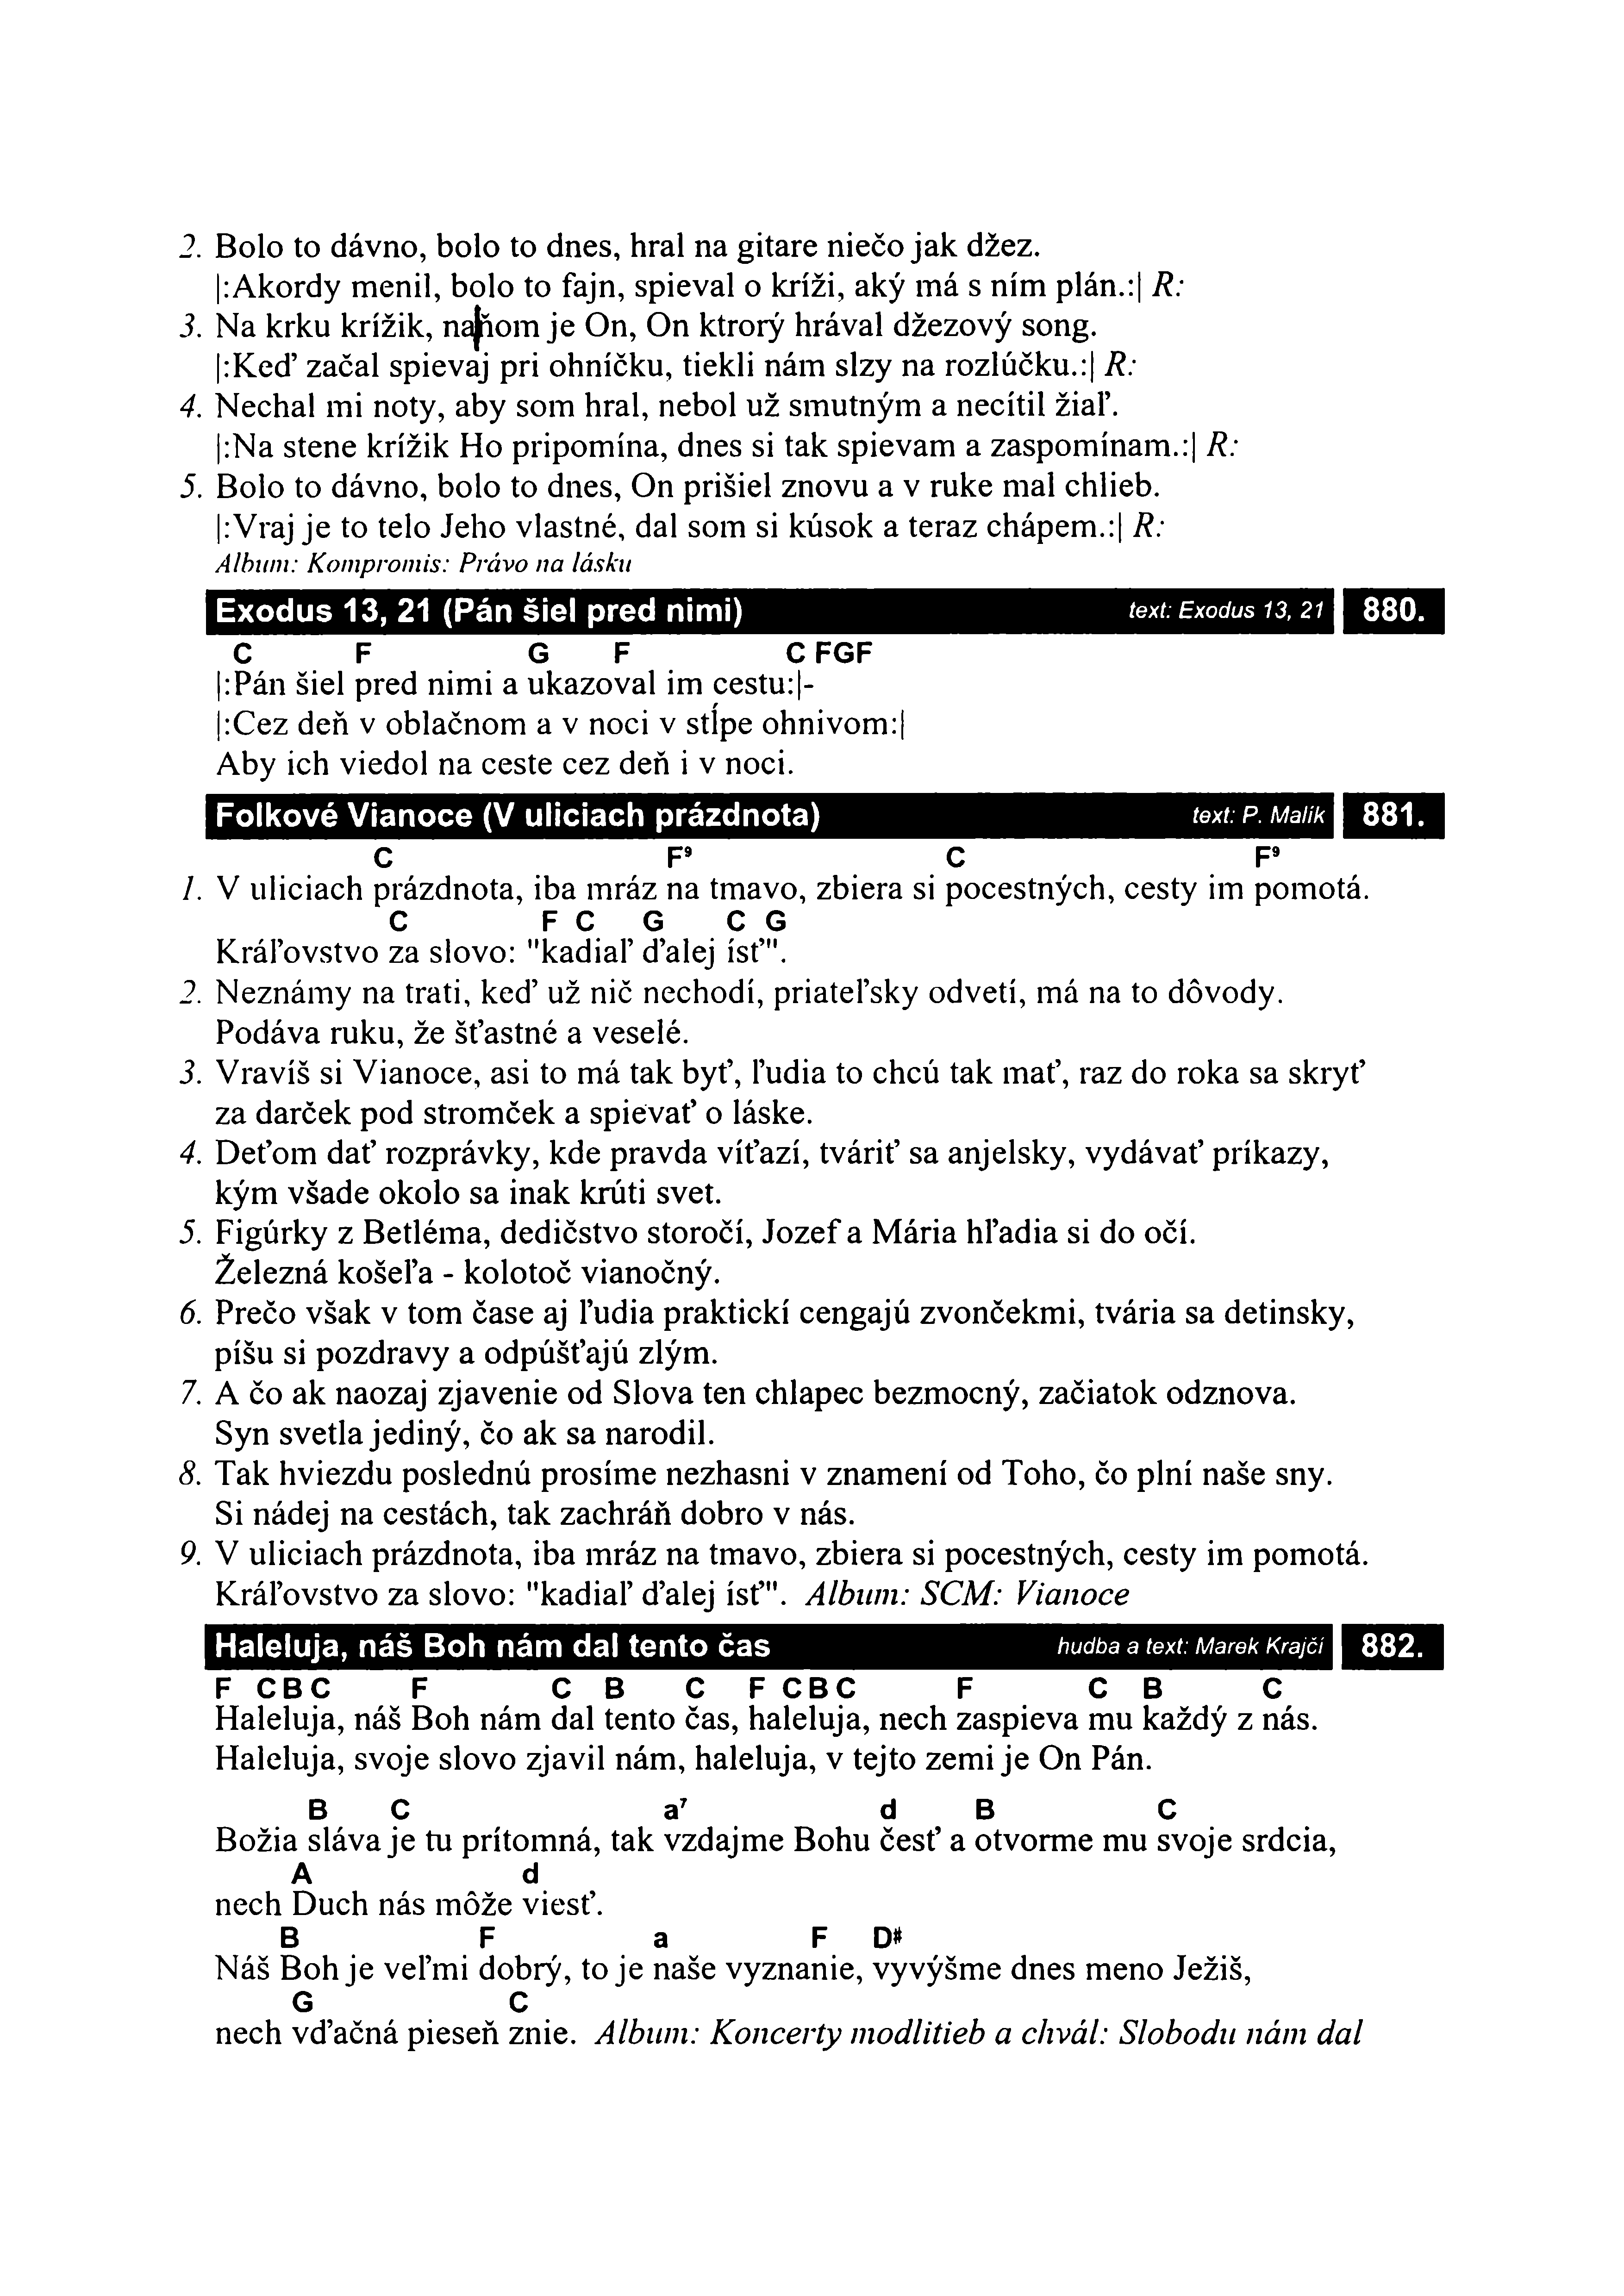 2. Bolo to dávno, bolo to dnes, hral na gitare niečo jak džez.
|:Akordy menil, bolo to fajn, spieval o kríži, aký má s ním plán.:| R:
3. Na krku krížik, na ňom je On, On ktrorý hrával džezový song.
|:Keď začal spievaj pri ohníčku, tiekli nám slzy na rozlúčku.:| R:
4. Nechal mi noty, aby som hral, nebol už smutným a necítil žiaľ.
|:Na stene krížik Ho pripomína, dnes si tak spievam a zaspomínam.:| R:
5. Bolo to dávno, bolo to dnes, On prišiel znovu a v ruke mal chlieb.
|:Vraj je to telo Jeho vlastné, dal som si kúsok a teraz chápem.:| R:
Album: Kompromis: Právo na lásku
Exodus 13, 21 (Pán šiel pred nimi) text: Exodus 13, 21 880.
C F G F C FGF
|:Pán šiel pred nimi a ukazoval im cestu:|-
|:Cez deň v oblačnom a v noci v stĺpe ohnivom:|
Aby ich viedol na ceste cez deň i v noci.
Folkové Vianoce (V uliciach prázdnota) text: P. Malík 881.
C F⁹ C F⁹
1. V uliciach prázdnota, iba mráz na tmavo, zbiera si pocestných, cesty im pomotá.
C F C G C G
Kráľovstvo za slovo: "kadiaľ ďalej ísť".
2. Neznámy na trati, keď už nič nechodí, priateľsky odvetí, má na to dôvody.
Podáva ruku, že šťastné a veselé.
3. Vravíš si Vianoce, asi to má tak byť, ľudia to chcú tak mať, raz do roka sa skryť
za darček pod stromček a spievať o láske.
4. Deťom dať rozprávky, kde pravda víťazí, tváriť sa anjelsky, vydávať príkazy,
kým všade okolo sa inak krúti svet.
5. Figúrky z Betléma, dedičstvo storočí, Jozef a Mária hľadia si do očí.
Železná košeľa - kolotoč vianočný.
6. Prečo však v tom čase aj ľudia praktickí cengajú zvončekmi, tvária sa detinsky,
píšu si pozdravy a odpúšťajú zlým.
7. A čo ak naozaj zjavenie od Slova ten chlapec bezmocný, začiatok odznova.
Syn svetla jediný, čo ak sa narodil.
8. Tak hviezdu poslednú prosíme nezhasni v znamení od Toho, čo plní naše sny.
Si nádej na cestách, tak zachráň dobro v nás.
9. V uliciach prázdnota, iba mráz na tmavo, zbiera si pocestných, cesty im pomotá.
Kráľovstvo za slovo: "kadiaľ ďalej ísť". Album: SCM: Vianoce
Haleluja, náš Boh nám dal tento čas hudba a text: Marek Krajčí 882.
F CBC F C B C F CBC F C B C
Haleluja, náš Boh nám dal tento čas, haleluja, nech zaspieva mu každý z nás.
Haleluja, svoje slovo zjavil nám, haleluja, v tejto zemi je On Pán.
B C a⁷ d B C
Božia sláva je tu prítomná, tak vzdajme Bohu česť a otvorme mu svoje srdcia,
A d
nech Duch nás môže viesť.
B F a F D#
Náš Boh je veľmi dobrý, to je naše vyznanie, vyvýšme dnes meno Ježiš,
G C
nech vďačná pieseň znie. Album: Koncerty modlitieb a chvál: Slobodu nám dal